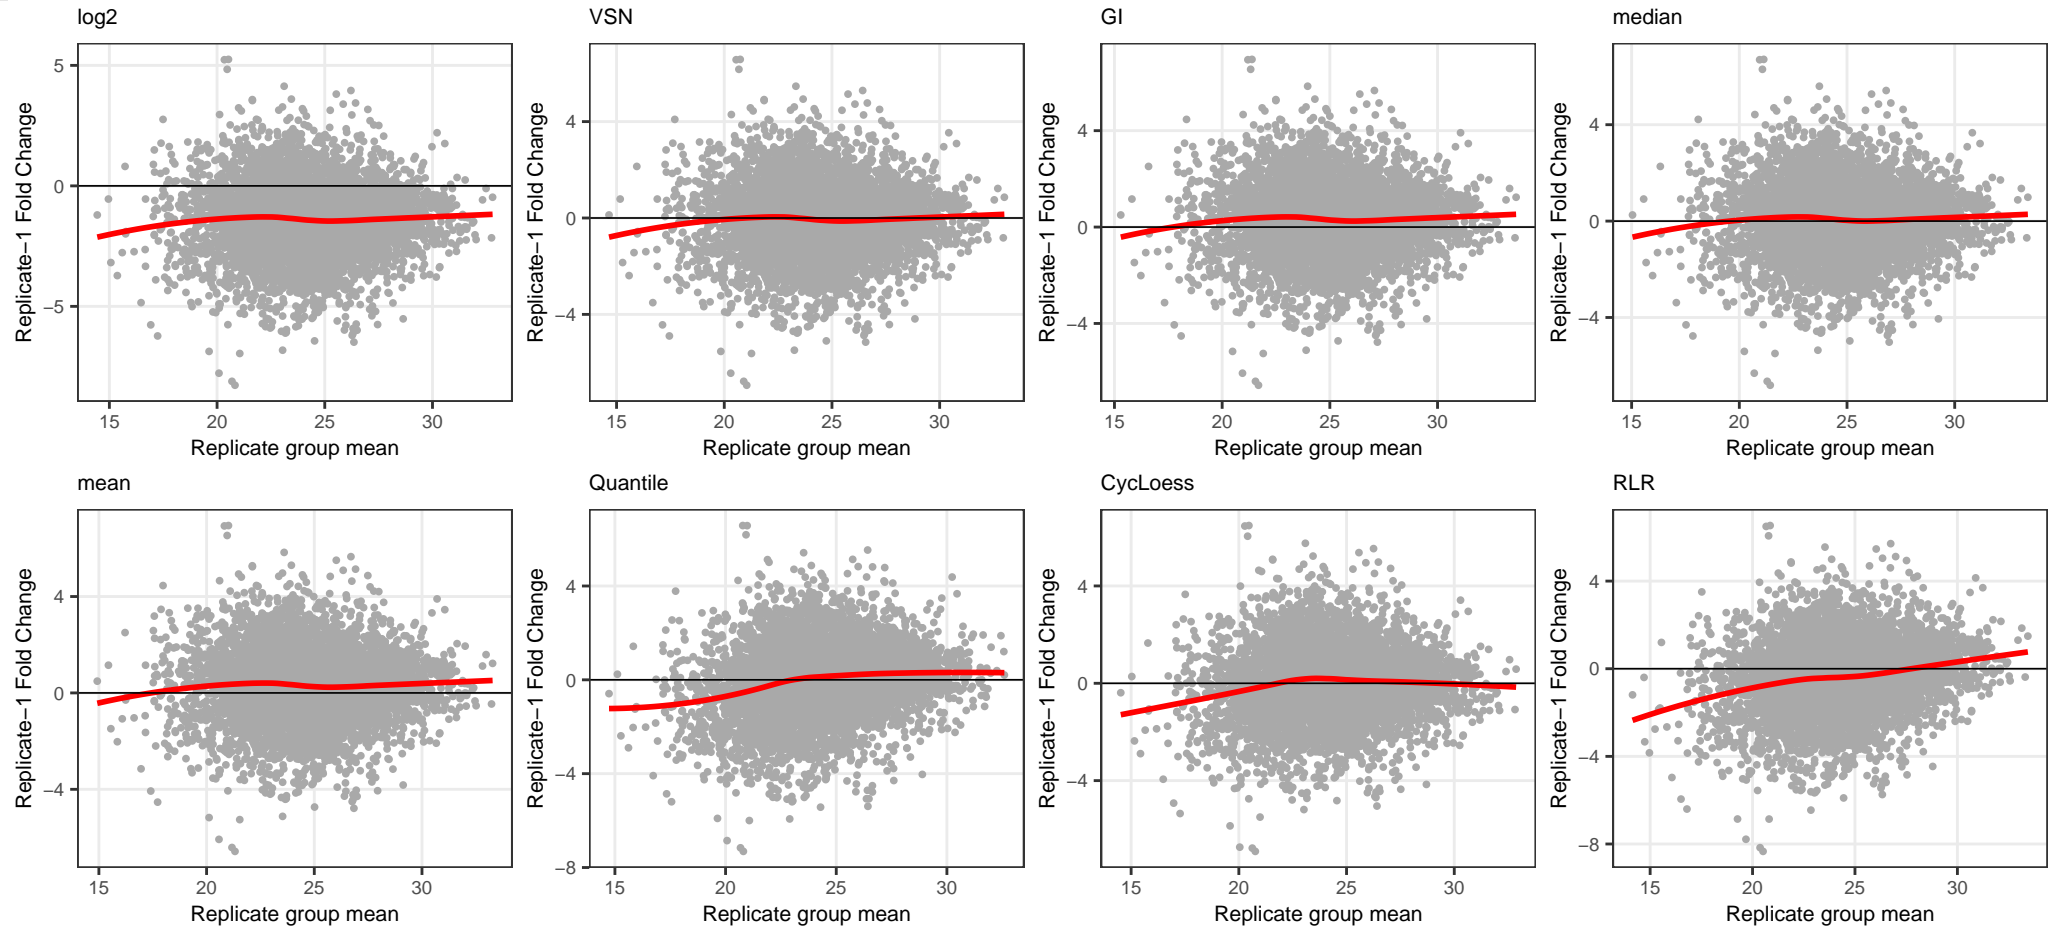 log2
VSN
GI
median
5
0
−5
4
0
−4
4
0
−4
4
0
−4
Replicate−1 Fold Change
Replicate−1 Fold Change
Replicate−1 Fold Change
Replicate−1 Fold Change
15 20 25 30
15 20 25 30
15 20 25 30
15 20 25 30
Replicate group mean
Replicate group mean
Replicate group mean
Replicate group mean
mean
Quantile
CycLoess
RLR
4
0
−4
4
0
−4
−8
4
0
−4
4
0
−4
−8
Replicate−1 Fold Change
Replicate−1 Fold Change
Replicate−1 Fold Change
Replicate−1 Fold Change
15 20 25 30
15 20 25 30
15 20 25 30
15 20 25 30
Replicate group mean
Replicate group mean
Replicate group mean
Replicate group mean